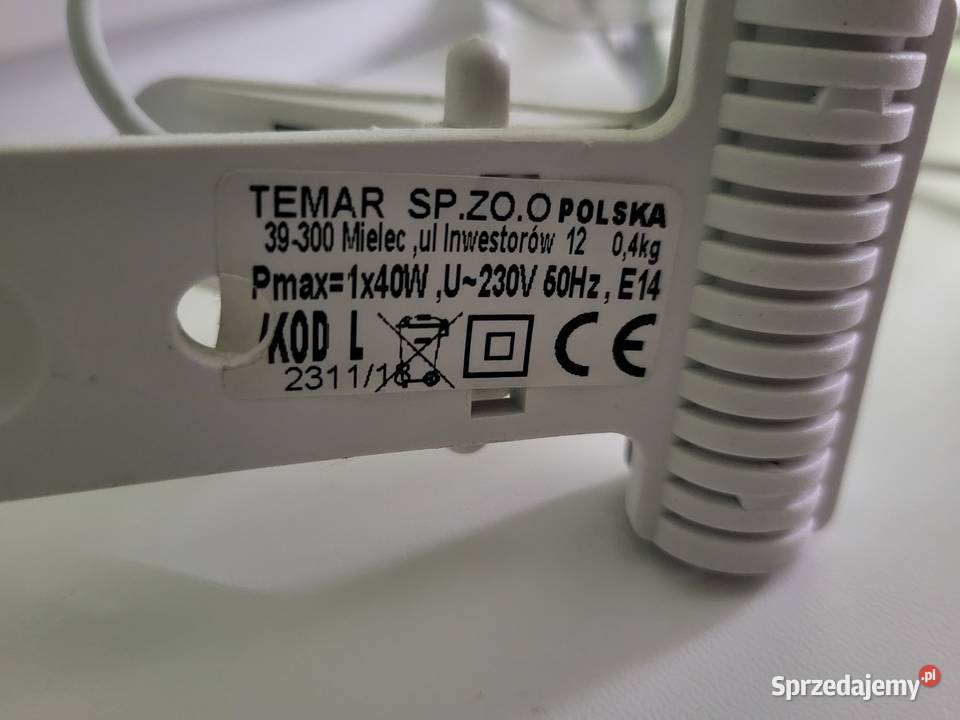 TEMAR SP.ZO.O POLSKA
39-300 Mielec ,ul Inwestorów 12 0,4kg
Pmax=1x40W ,U~230V 50Hz, E14
KOD L
CE
2311/18
Sprzedajemy.pl